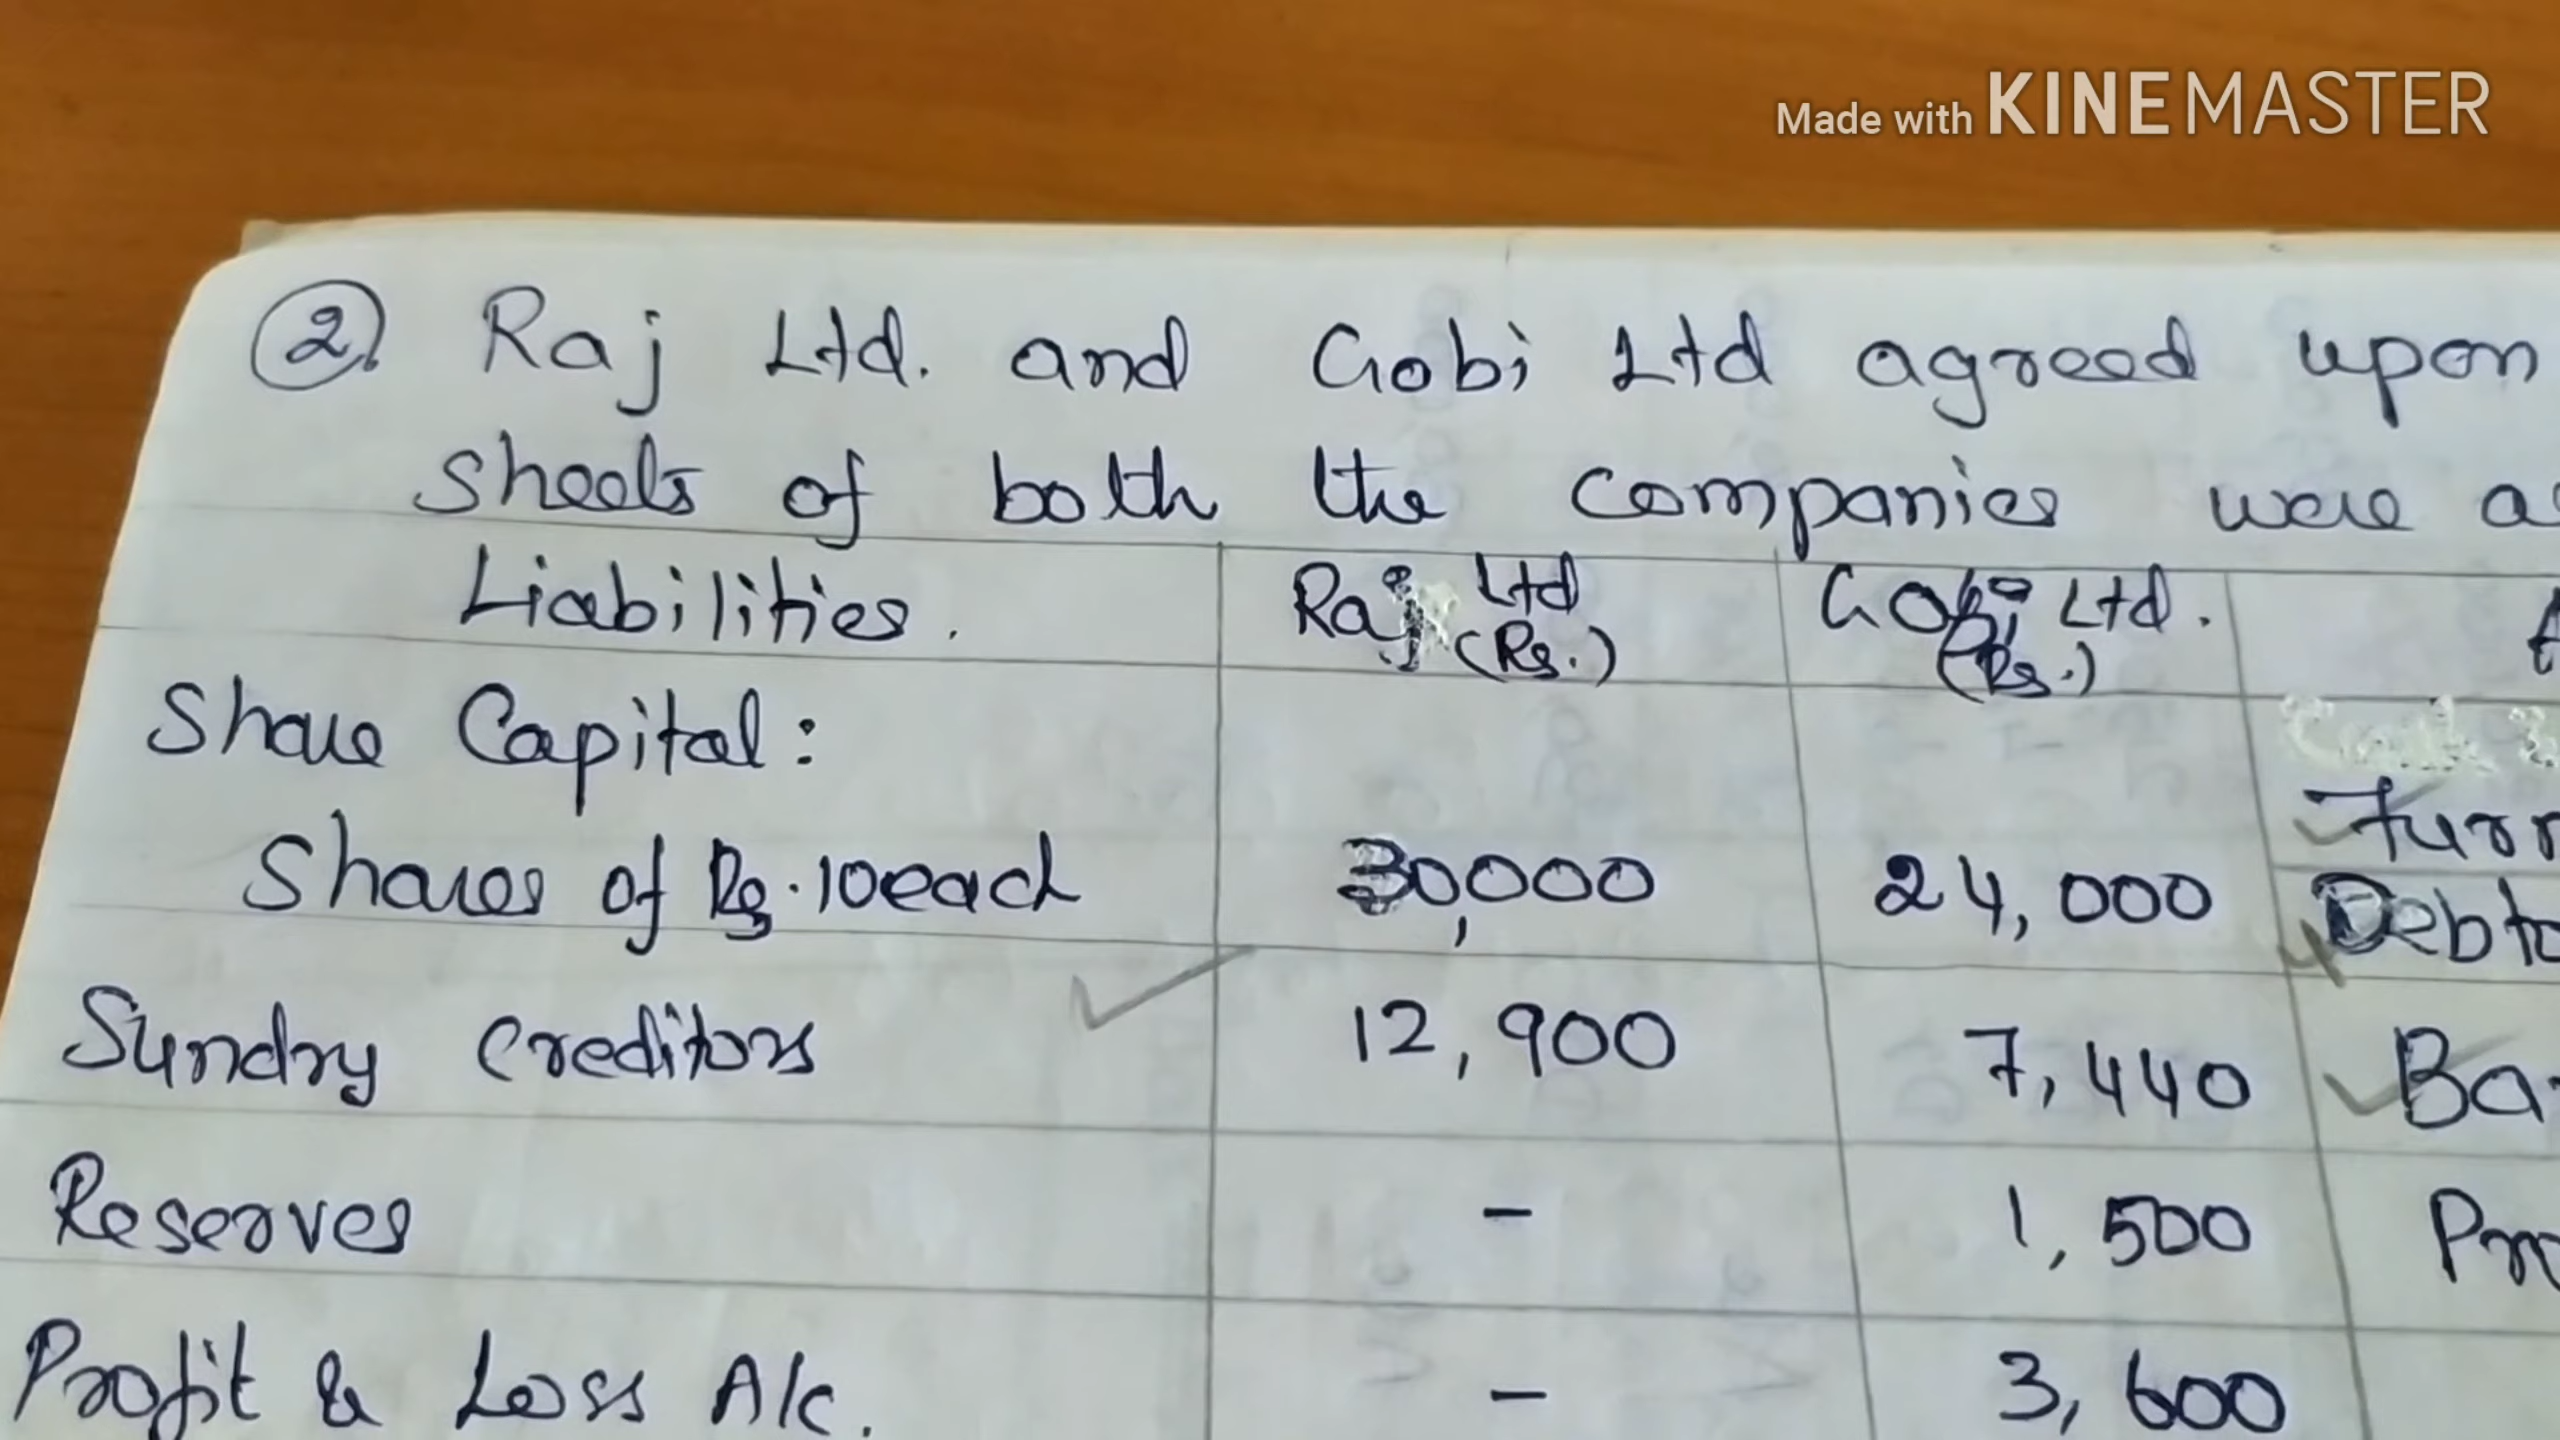 Made with KINEMASTER
2. Raj Ltd. and Gobi Ltd agreed upon
sheets of both the companies were as
Liabilities. Raj Ltd (Rs.) Gobi Ltd. (Rs.)
Share Capital:
Shares of Rs.10 each 30,000 24,000
Sundry Creditors 12,900 7,440
Reserves - 1,500
Profit & Loss A/c. - 3,600